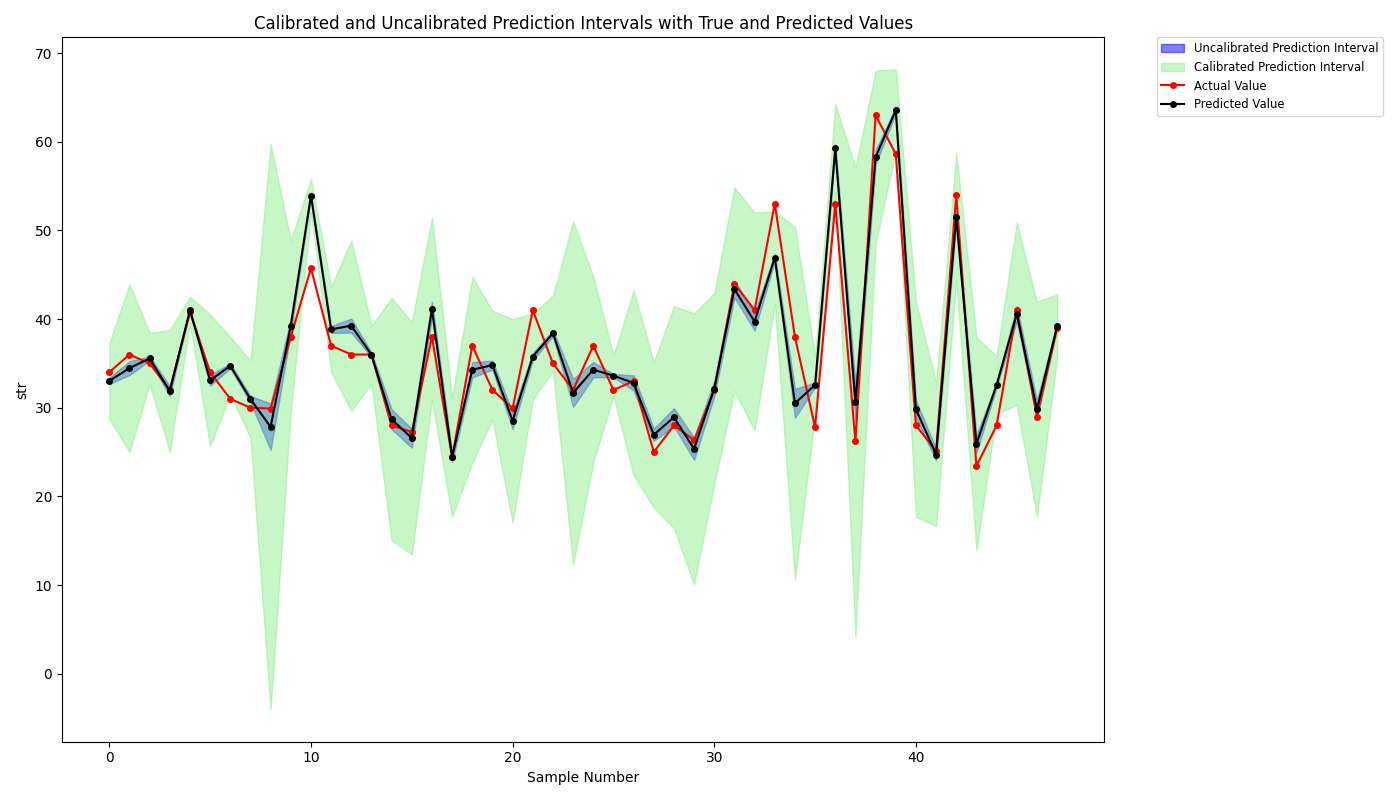 Calibrated and Uncalibrated Prediction Intervals with True and Predicted Values
70
60
50
40
30
20
10
0
str
0 10 20 30 40
Sample Number
Uncalibrated Prediction Interval
Calibrated Prediction Interval
Actual Value
Predicted Value